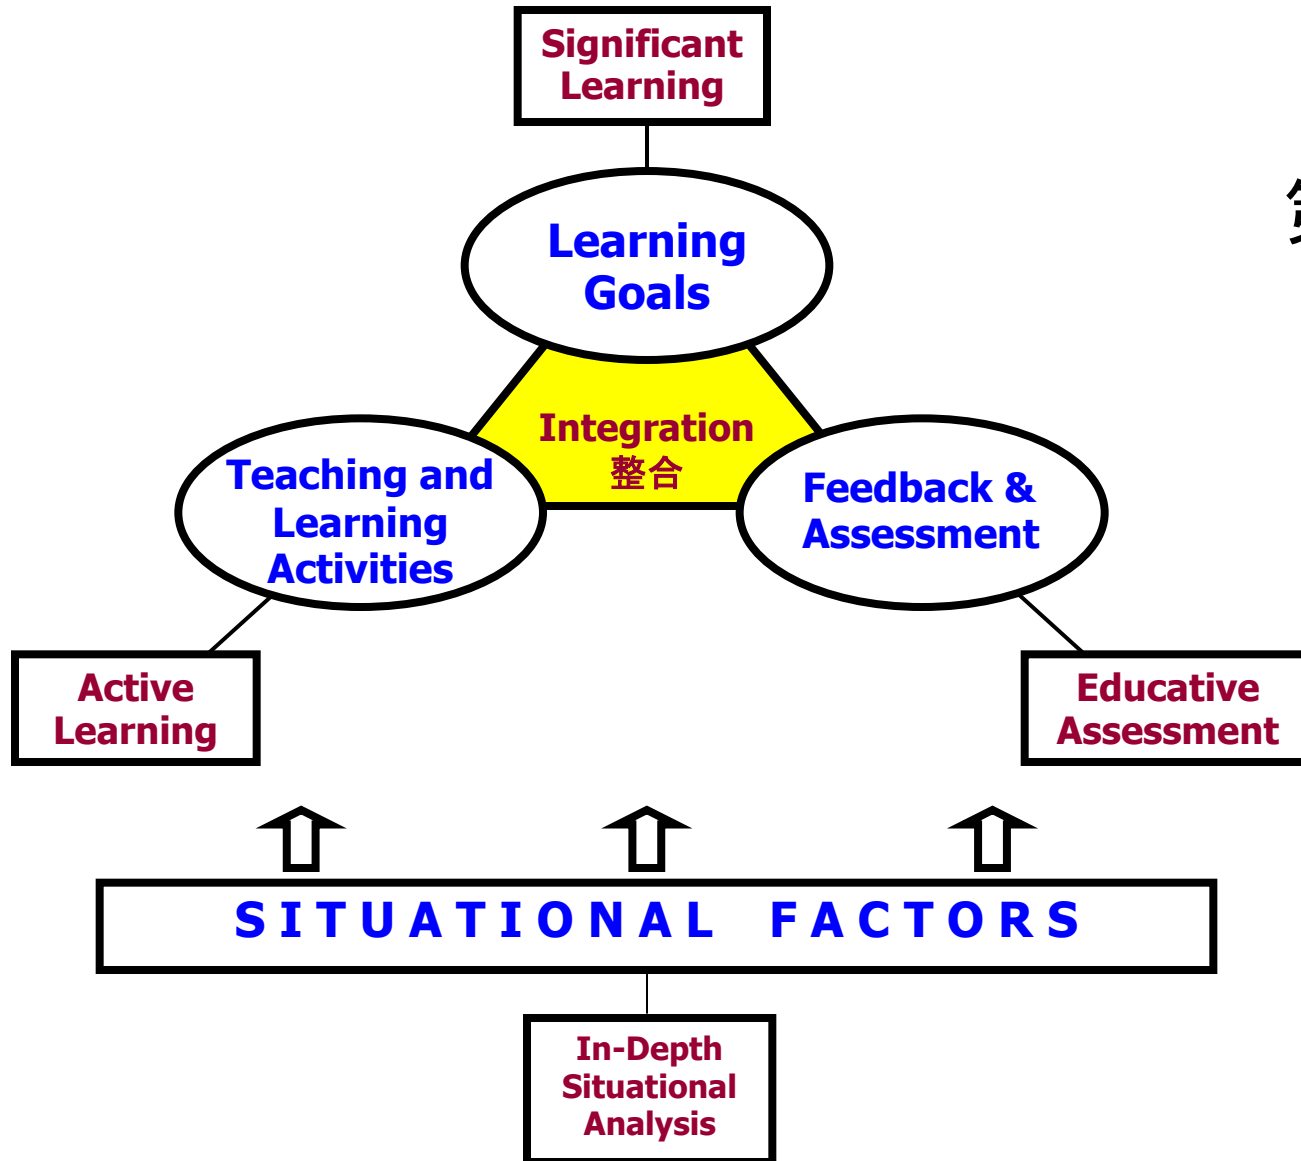 Significant
Learning
Learning
Goals
Integration
整合
Teaching and
Learning
Activities
Feedback &
Assessment
Active
Learning
Educative
Assessment
SITUATIONAL FACTORS
In-Depth
Situational
Analysis